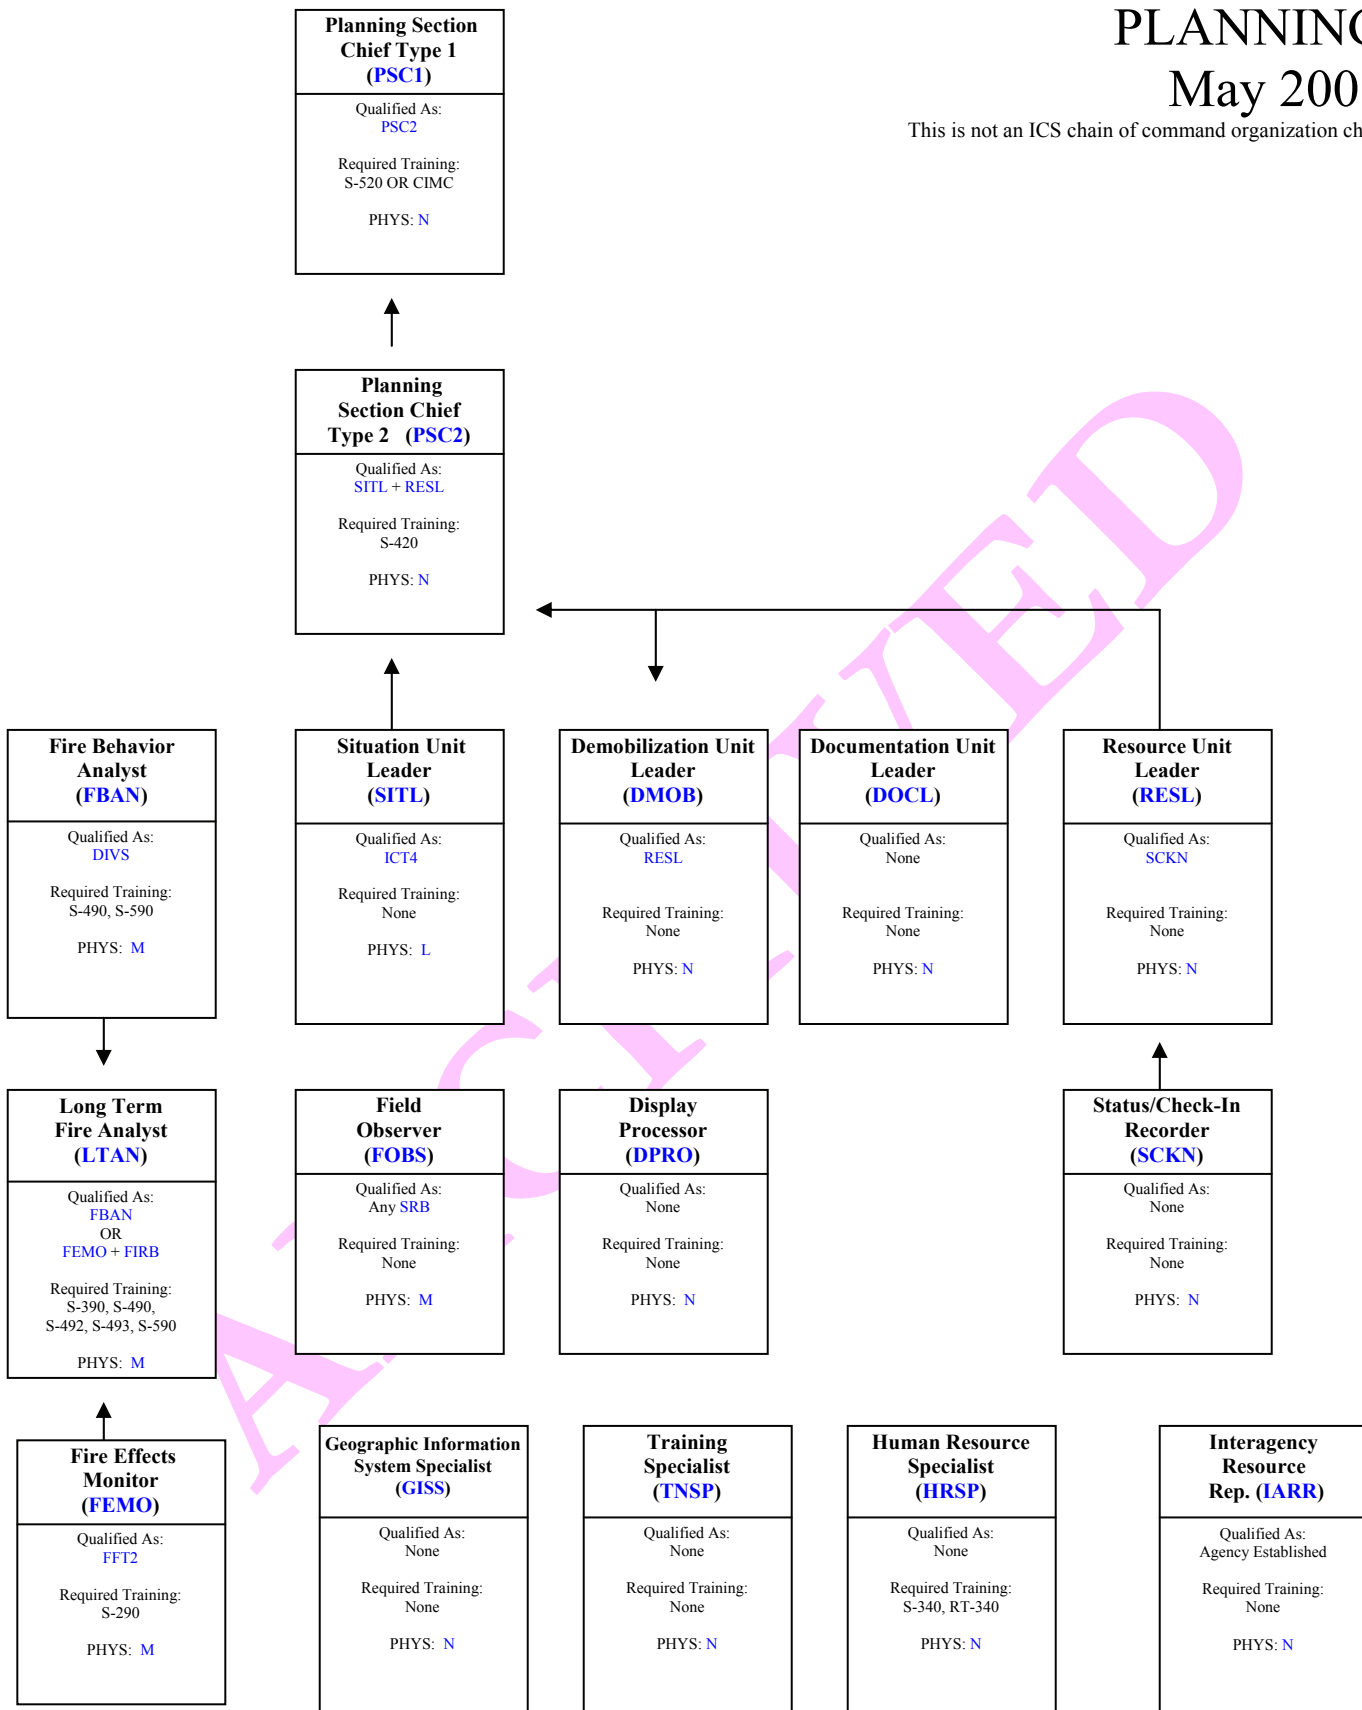 PLANNING
May 200
This is not an ICS chain of command organization ch
Planning Section
Chief Type 1
(PSC1)
Qualified As:
PSC2
Required Training:
S-520 OR CIMC
PHYS: N
Planning
Section Chief
Type 2 (PSC2)
Qualified As:
SITL + RESL
Required Training:
S-420
PHYS: N
Fire Behavior
Analyst
(FBAN)
Qualified As:
DIVS
Required Training:
S-490, S-590
PHYS: M
Situation Unit
Leader
(SITL)
Qualified As:
ICT4
Required Training:
None
PHYS: L
Demobilization Unit
Leader
(DMOB)
Qualified As:
RESL
Required Training:
None
PHYS: N
Documentation Unit
Leader
(DOCL)
Qualified As:
None
Required Training:
None
PHYS: N
Resource Unit
Leader
(RESL)
Qualified As:
SCKN
Required Training:
None
PHYS: N
Long Term
Fire Analyst
(LTAN)
Qualified As:
FBAN
OR
FEMO + FIRB
Required Training:
S-390, S-490,
S-492, S-493, S-590
PHYS: M
Field
Observer
(FOBS)
Qualified As:
Any SRB
Required Training:
None
PHYS: M
Display
Processor
(DPRO)
Qualified As:
None
Required Training:
None
PHYS: N
Status/Check-In
Recorder
(SCKN)
Qualified As:
None
Required Training:
None
PHYS: N
Fire Effects
Monitor
(FEMO)
Qualified As:
FFT2
Required Training:
S-290
PHYS: M
Geographic Information
System Specialist
(GISS)
Qualified As:
None
Required Training:
None
PHYS: N
Training
Specialist
(TNSP)
Qualified As:
None
Required Training:
None
PHYS: N
Human Resource
Specialist
(HRSP)
Qualified As:
None
Required Training:
S-340, RT-340
PHYS: N
Interagency
Resource
Rep. (IARR)
Qualified As:
Agency Established
Required Training:
None
PHYS: N
ARCHIVED